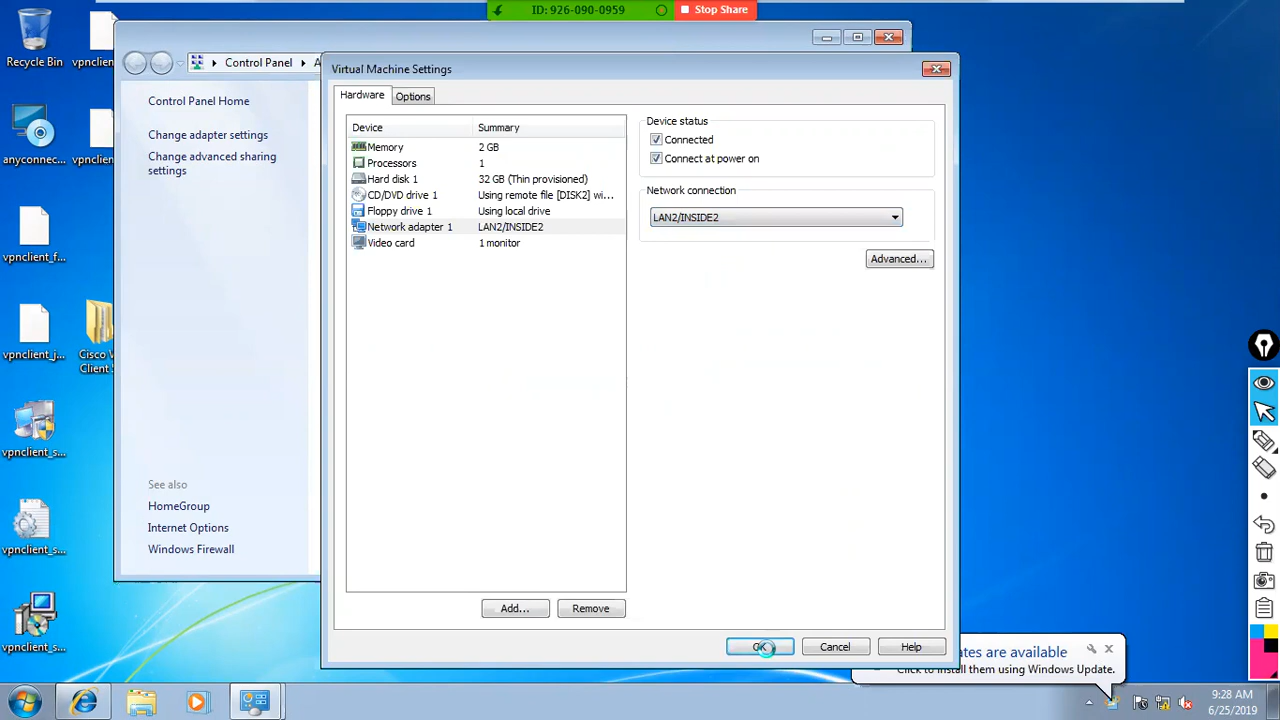 ID: 926-090-0959
Stop Share
Recycle Bin
vpnclien
Control Panel
A
Virtual Machine Settings
Hardware
Options
Control Panel Home
Change adapter settings
Change advanced sharing
settings
Device
Summary
Memory
2 GB
Processors
1
Hard disk 1
32 GB (Thin provisioned)
CD/DVD drive 1
Using remote file [DISK2] wi...
Floppy drive 1
Using local drive
Network adapter 1
LAN2/INSIDE2
Video card
1 monitor
Device status
Connected
Connect at power on
Network connection
LAN2/INSIDE2
Advanced...
anyconnec...
vpnclien
vpnclient_f...
vpnclient_j...
Cisco V
Client S
vpnclient_s...
vpnclient_s...
vpnclient_s...
See also
HomeGroup
Internet Options
Windows Firewall
Add...
Remove
OK
Cancel
Help
ates are available
Click to install them using Windows Update.
9:28 AM
6/25/2019